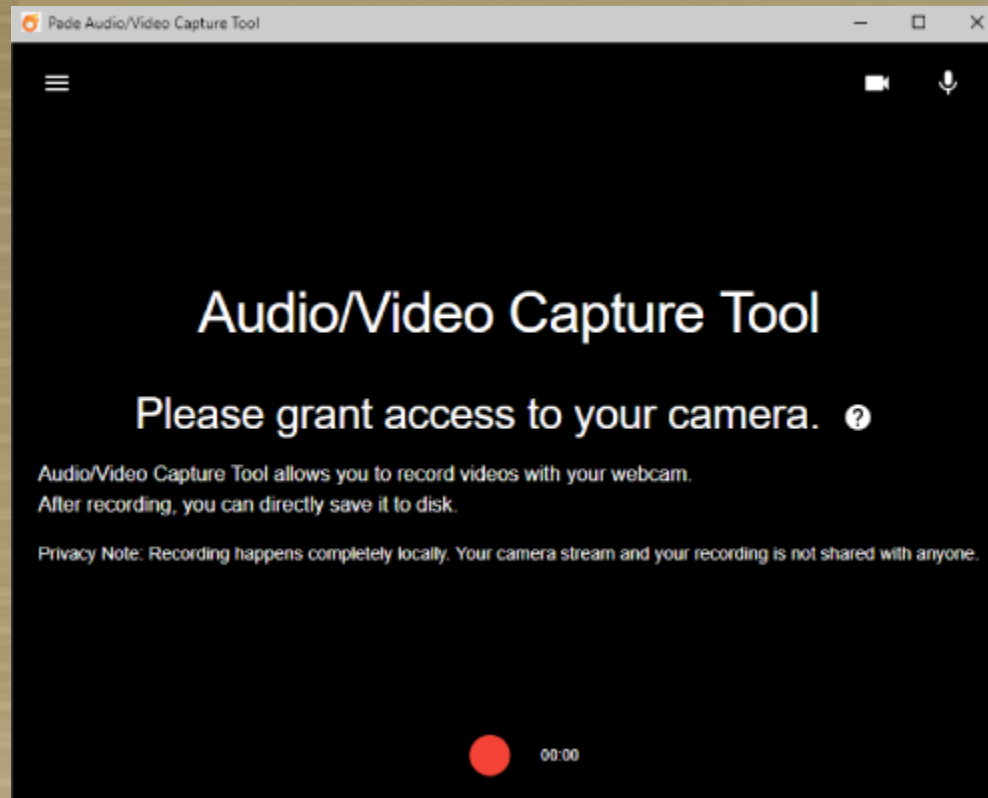 Pade Audio/Video Capture Tool
Audio/Video Capture Tool
Please grant access to your camera. ?
Audio/Video Capture Tool allows you to record videos with your webcam.
After recording, you can directly save it to disk.
Privacy Note: Recording happens completely locally. Your camera stream and your recording is not shared with anyone.
00:00